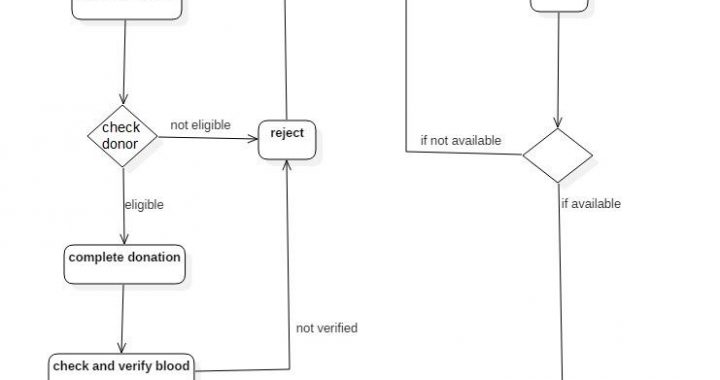 check
donor
not eligible
reject
if not available
eligible
if available
complete donation
not verified
check and verify blood